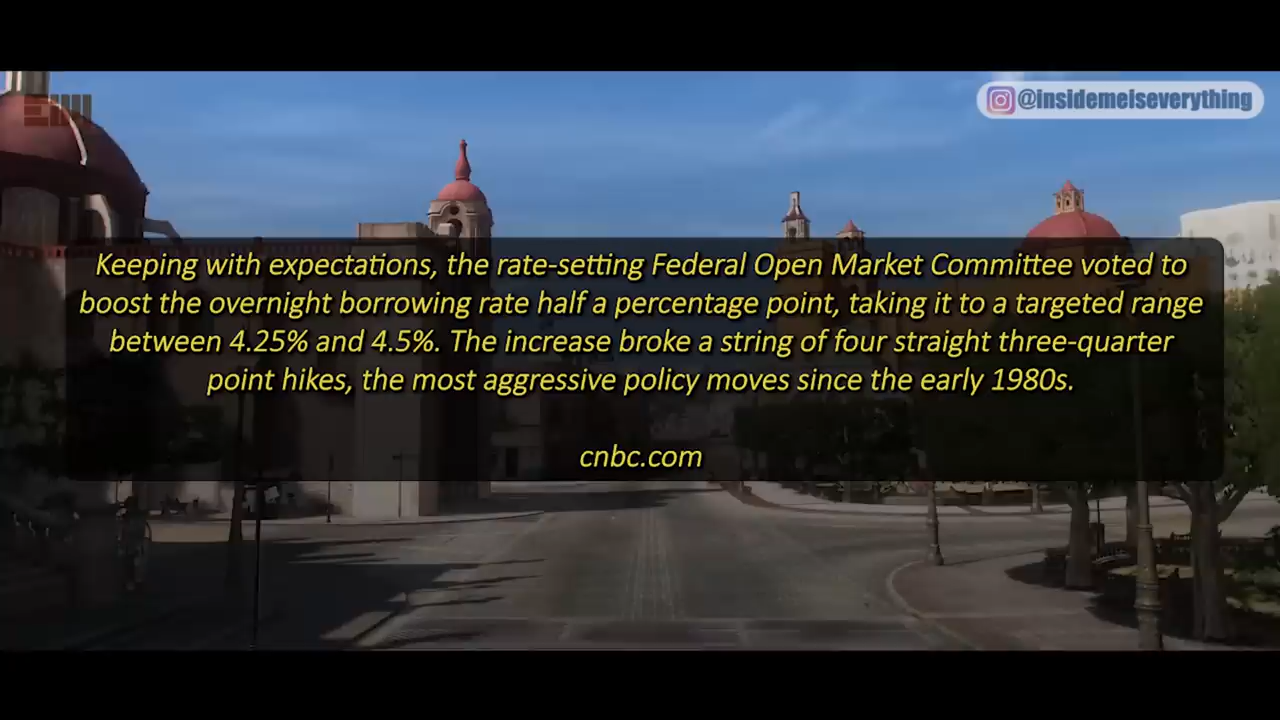 @insidemeiseverything
Keeping with expectations, the rate-setting Federal Open Market Committee voted to
boost the overnight borrowing rate half a percentage point, taking it to a targeted range
between 4.25% and 4.5%. The increase broke a string of four straight three-quarter
point hikes, the most aggressive policy moves since the early 1980s.
cnbc.com